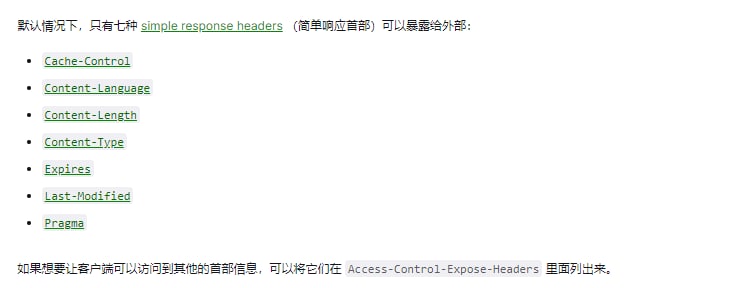 默认情况下，只有七种 simple response headers （简单响应首部）可以暴露给外部：
Cache-Control
Content-Language
Content-Length
Content-Type
Expires
Last-Modified
Pragma
如果想要让客户端可以访问到其他的首部信息，可以将它们在 Access-Control-Expose-Headers 里面列出来。